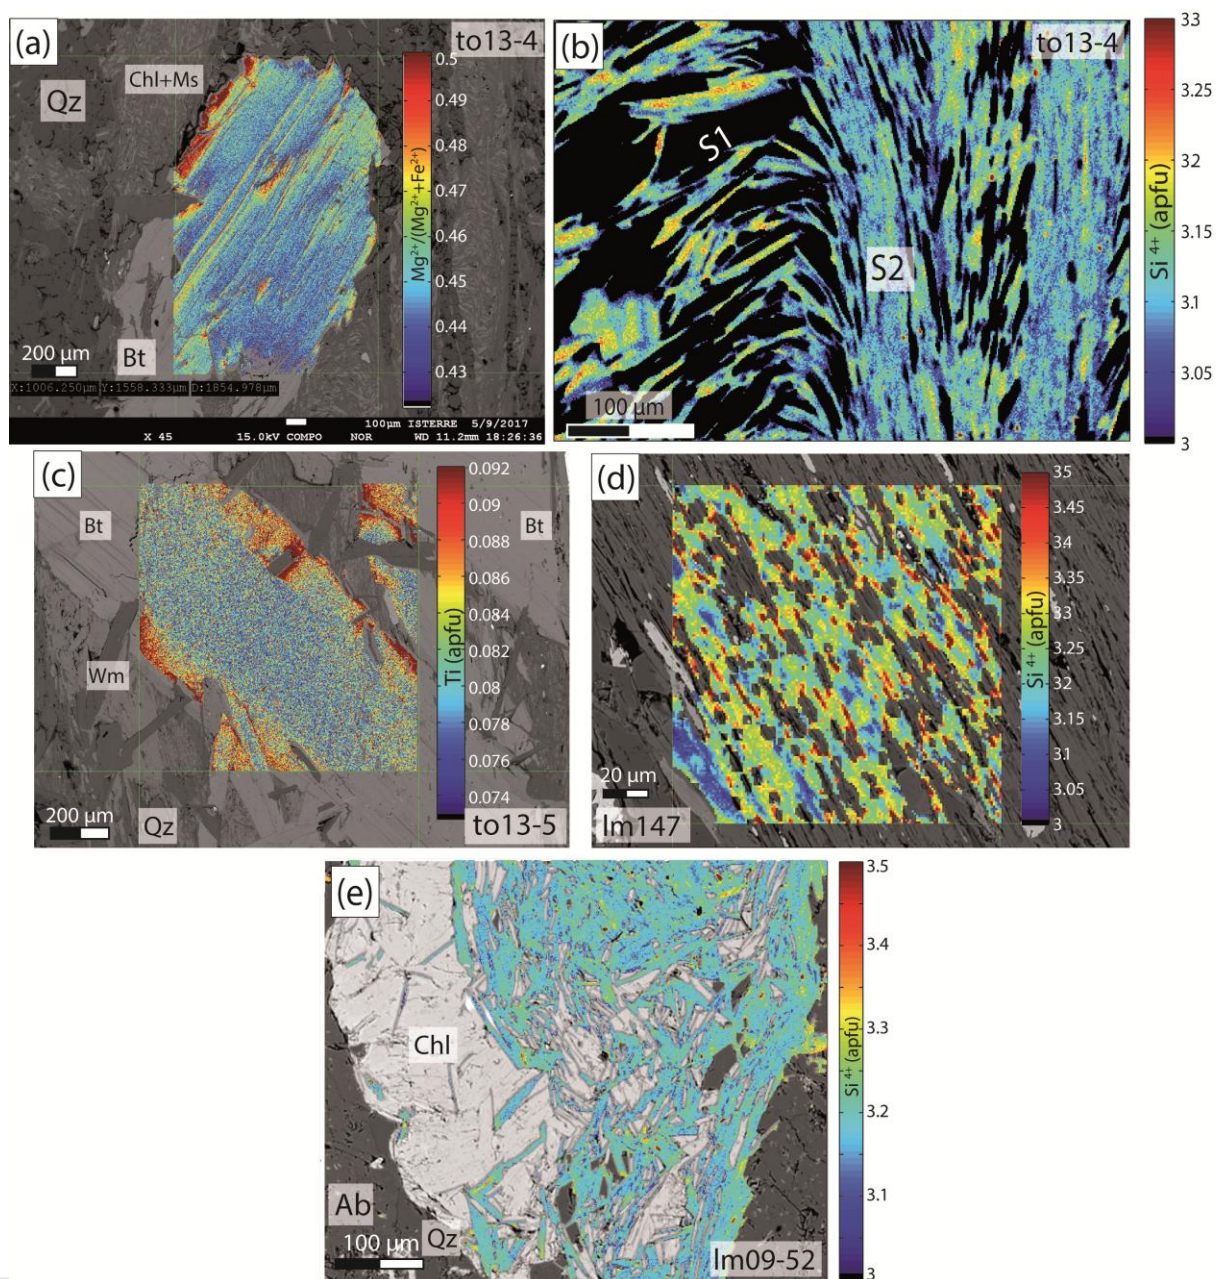 (a)
to13-4
Chl+Ms
Qz
Bt
200 µm
X:1006.250µm Y:1558.333µm D:1854.978µm
0.5
0.49
0.48
0.47
0.46
0.45
0.44
0.43
Mg²⁺/(Mg²⁺+Fe²⁺)
100µm ISTERRE 5/9/2017
X 45 15.0kV COMPO NOR WD 11.2mm 18:26:36
(b)
to13-4
S1
S2
100 µm
33
3.25
32
3.15
3.1
3.05
3
Si ⁴⁺ (apfu)
(c)
Bt
Bt
Wm
Qz
200 µm
to13-5
0.092
0.09
0.088
0.086
0.084
0.082
0.08
0.078
0.076
0.074
Ti (apfu)
(d)
20 µm
lm147
35
3.45
34
3.35
33
3.25
3.2
3.15
3.1
3.05
3
Si ⁴⁺ (apfu)
(e)
Chl
Ab
Qz
100 µm
lm09-52
3.5
3.4
3.3
3.2
3.1
3
Si ⁴⁺ (apfu)